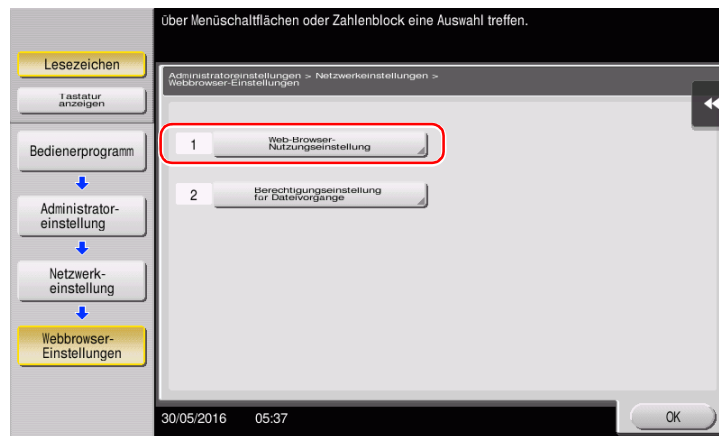 über Menüschaltflächen oder Zahlenblock eine Auswahl treffen.
Lesezeichen
Tastatur
anzeigen
Bedienerprogramm
Administrator-
einstellung
Netzwerk-
einstellung
Webbrowser-
Einstellungen
Administratoreinstellungen > Netzwerkeinstellungen >
Webbrowser-Einstellungen
1 Web-Browser-
Nutzungseinstellung
2 Berechtigungseinstellung
für Dateivorgänge
30/05/2016 05:37
OK